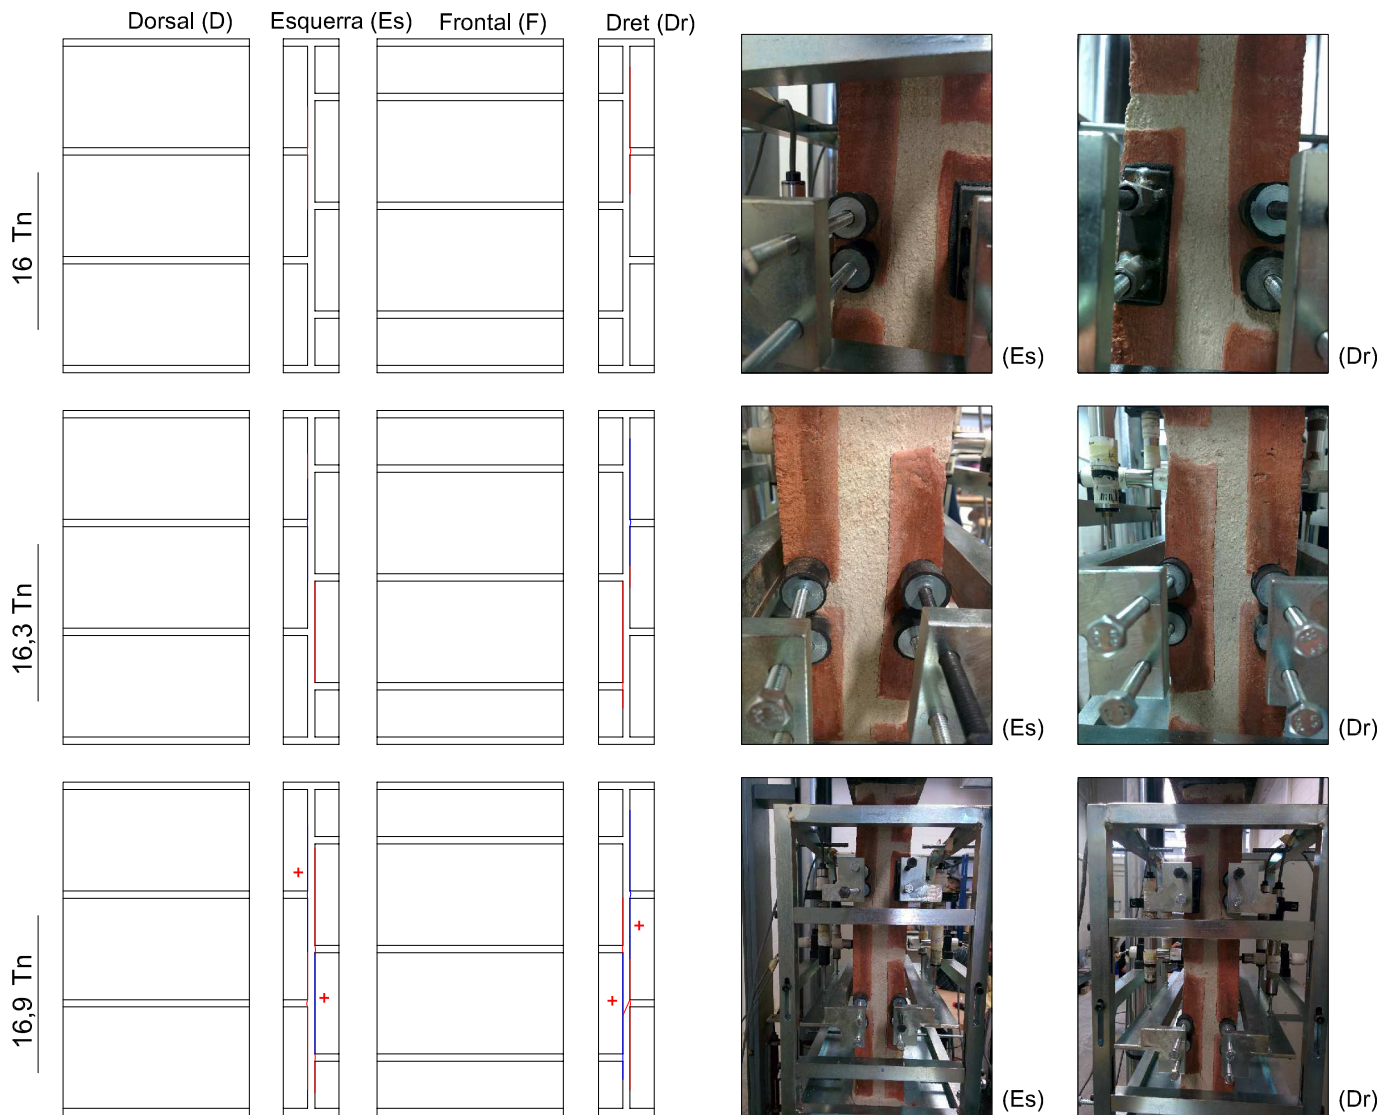 Dorsal (D) Esquerra (Es) Frontal (F) Dret (Dr)
16 Tn
(Es)
(Dr)
16,3 Tn
(Es)
(Dr)
16,9 Tn
(Es)
(Dr)